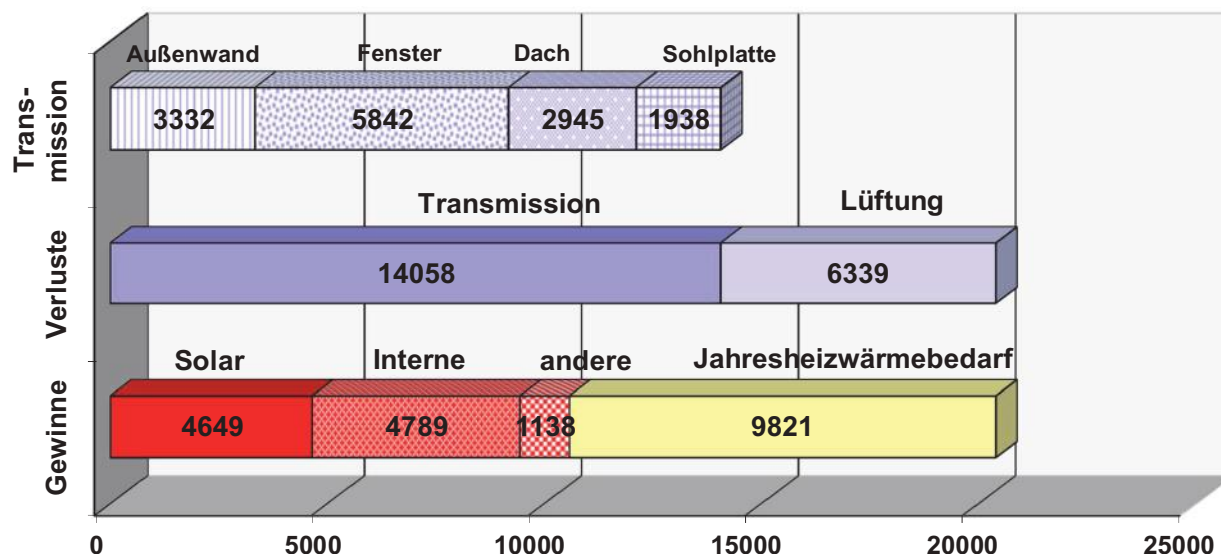 Außenwand Fenster Dach Sohlplatte
Trans-
mission
3332 5842 2945 1938
Transmission Lüftung
Verluste
14058 6339
Solar Interne andere Jahresheizwärmebedarf
Gewinne
4649 4789 1138 9821
0 5000 10000 15000 20000 25000